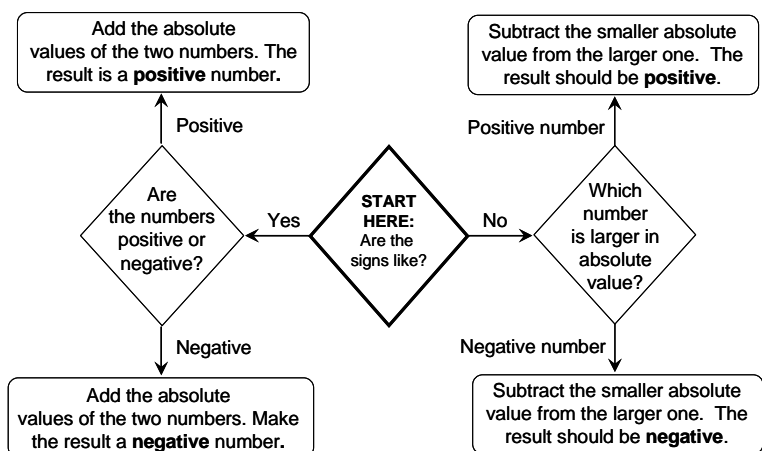 Add the absolute
values of the two numbers. The
result is a positive number.
Subtract the smaller absolute
value from the larger one.  The
result should be positive.
Positive
Positive number
Are
the numbers
positive or
negative?
Yes
START
HERE:
Are the
signs like?
No
Which
number
is larger in
absolute
value?
Negative
Negative number
Add the absolute
values of the two numbers. Make
the result a negative number.
Subtract the smaller absolute
value from the larger one.  The
result should be negative.